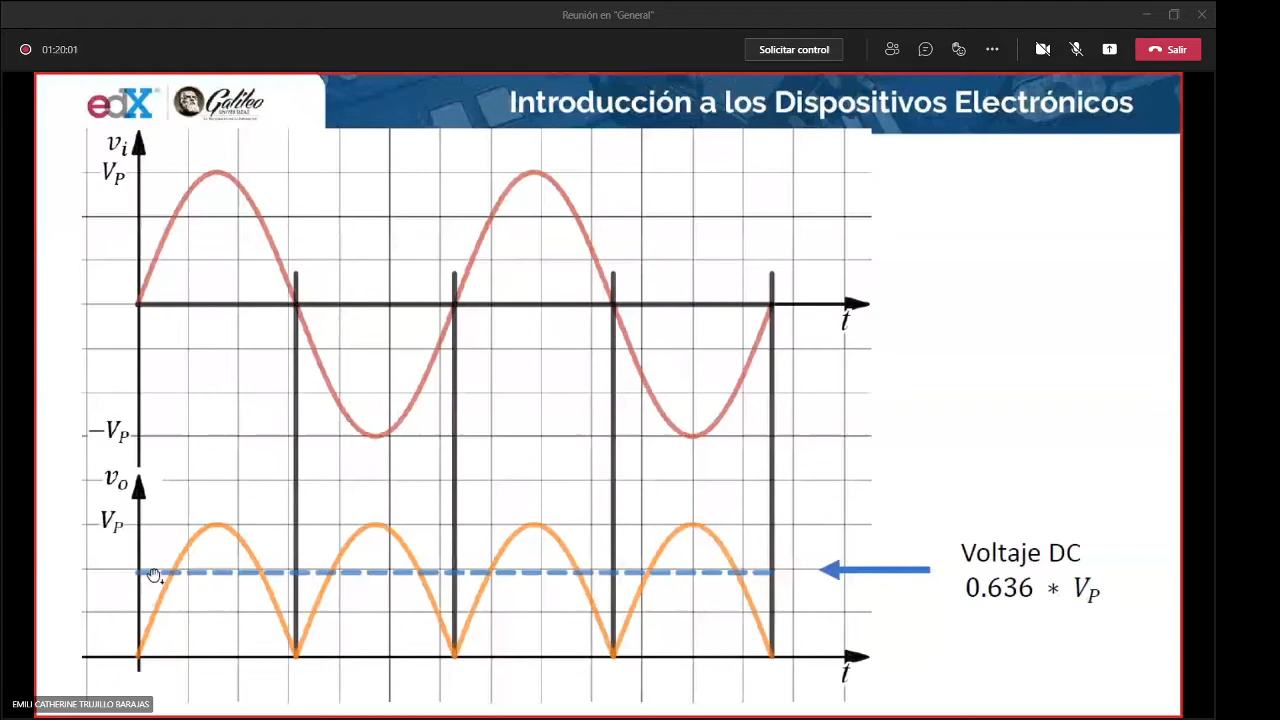 Reunión en "General"
01:20:01
Solicitar control
Salir
edX
Galileo
Introducción a los Dispositivos Electrónicos
v_i
V_P
t
−V_P
v_o
V_P
Voltaje DC
0.636 * V_P
t
EMILI CATHERINE TRUJILLO BARAJAS